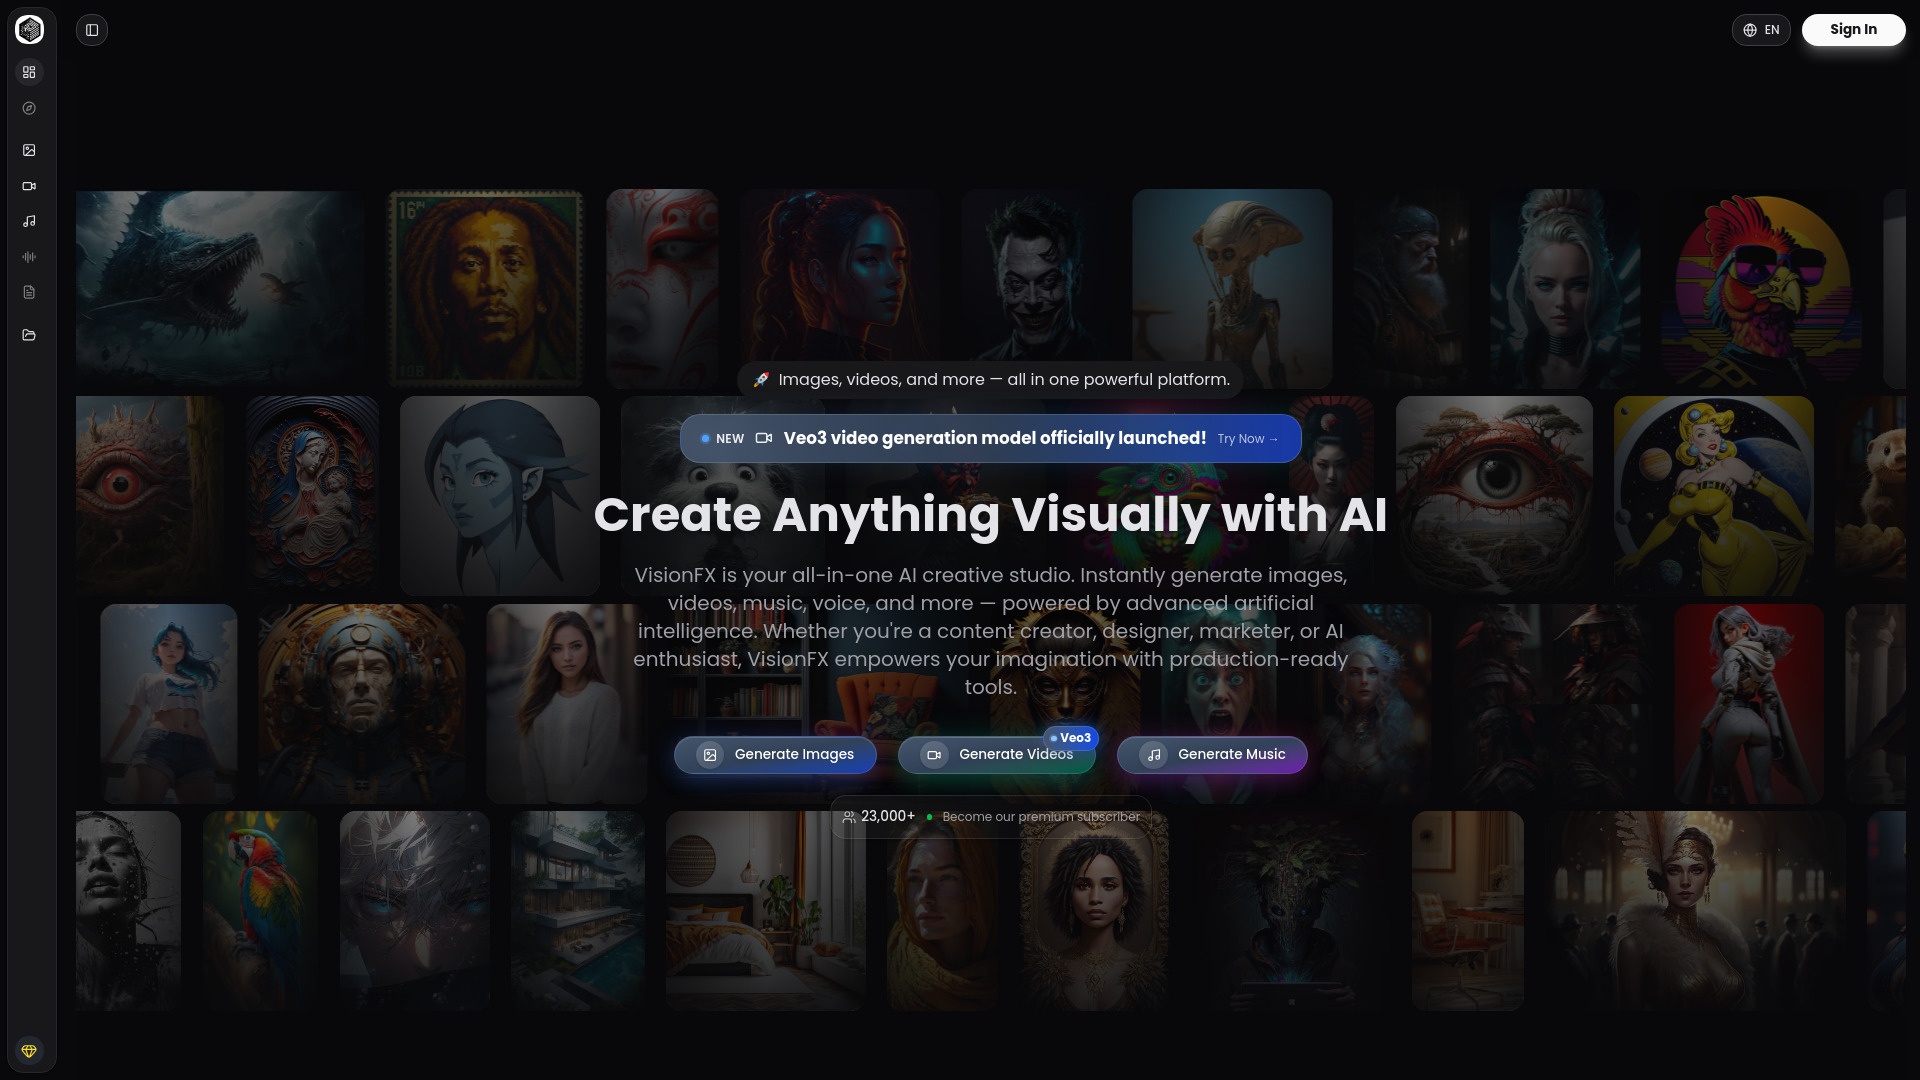 EN
Sign In
16
🚀 Images, videos, and more — all in one powerful platform.
NEW Veo3 video generation model officially launched! Try Now →
Create Anything Visually with AI
VisionFX is your all-in-one AI creative studio. Instantly generate images,
videos, music, voice, and more — powered by advanced artificial
intelligence. Whether you're a content creator, designer, marketer, or AI
enthusiast, VisionFX empowers your imagination with production-ready
tools.
Generate Images
Generate Videos
Veo3
Generate Music
23,000+ Become our premium subscriber